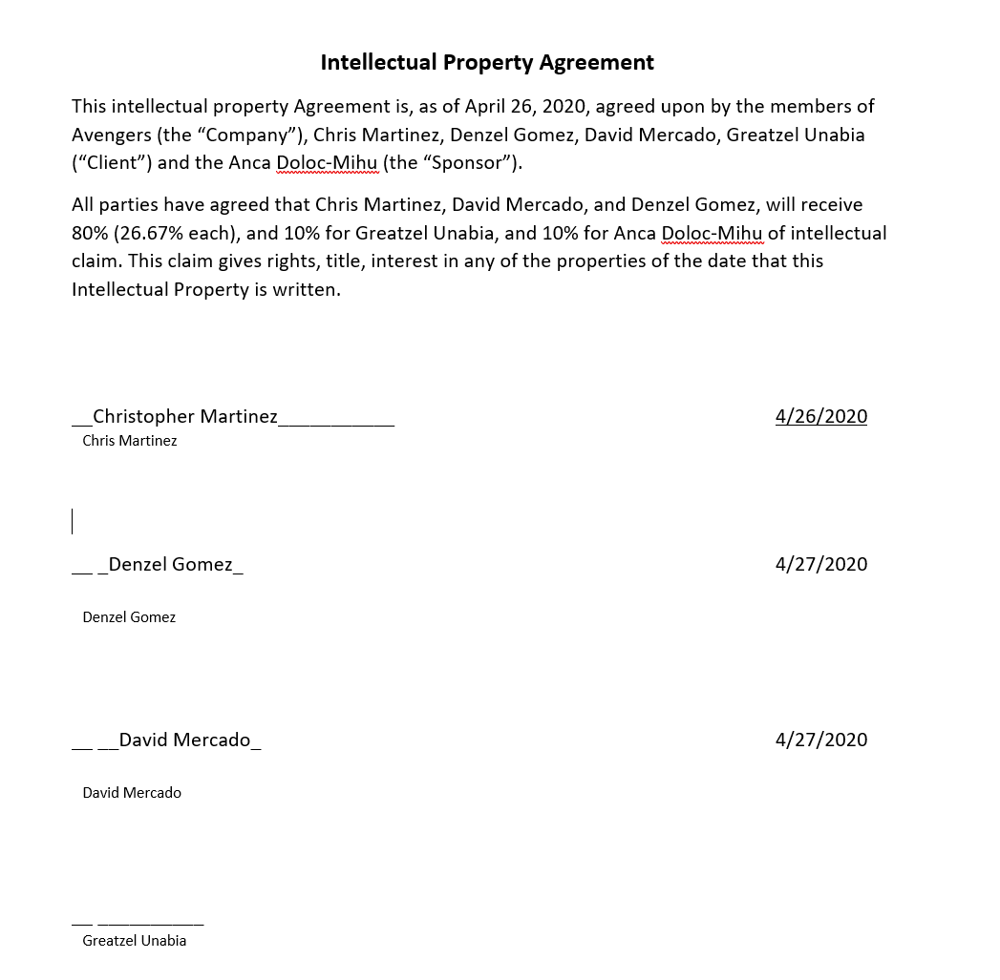 Intellectual Property Agreement
This intellectual property Agreement is, as of April 26, 2020, agreed upon by the members of
Avengers (the “Company”), Chris Martinez, Denzel Gomez, David Mercado, Greatzel Unabia
(“Client”) and the Anca Doloc-Mihu (the “Sponsor”).
All parties have agreed that Chris Martinez, David Mercado, and Denzel Gomez, will receive
80% (26.67% each), and 10% for Greatzel Unabia, and 10% for Anca Doloc-Mihu of intellectual
claim. This claim gives rights, title, interest in any of the properties of the date that this
Intellectual Property is written.
__Christopher Martinez___________ 4/26/2020
Chris Martinez
__ _Denzel Gomez_ 4/27/2020
Denzel Gomez
__ __David Mercado_ 4/27/2020
David Mercado
__ __________
Greatzel Unabia